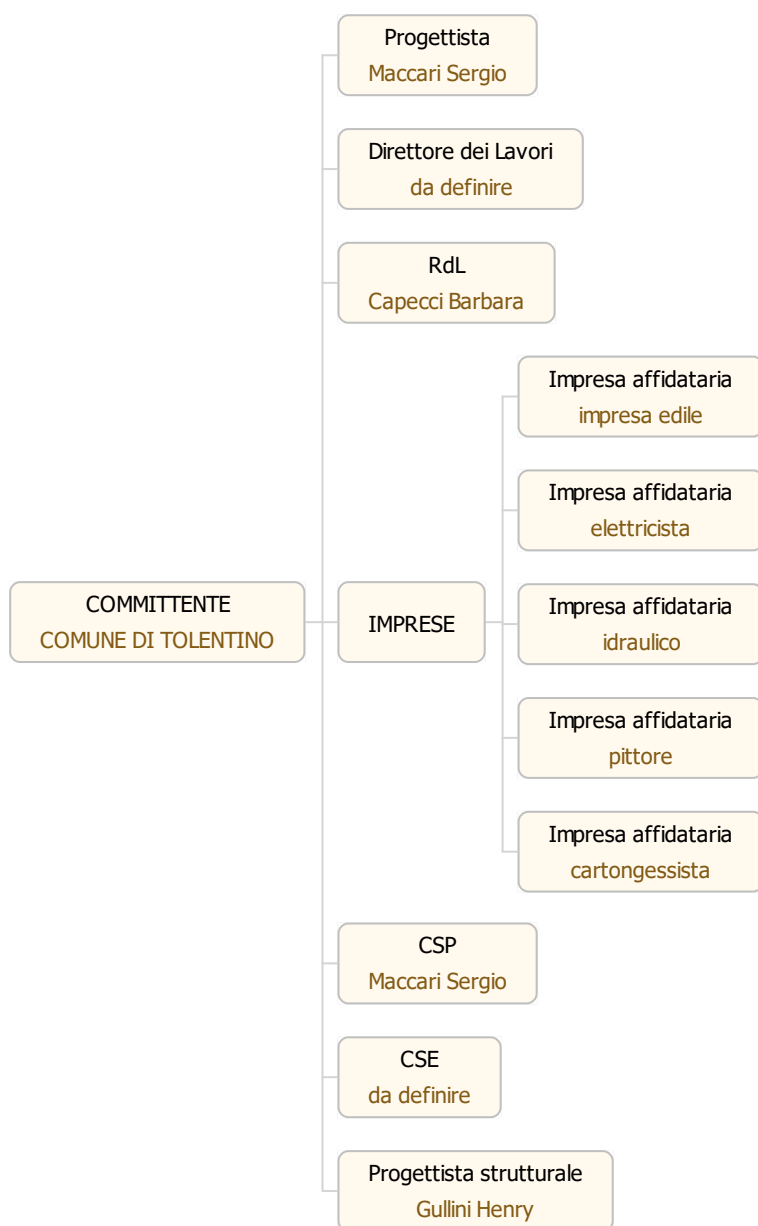 Progettista
Maccari Sergio
Direttore dei Lavori
da definire
RdL
Capecci Barbara
Impresa affidataria
impresa edile
Impresa affidataria
elettricista
COMMITTENTE
COMUNE DI TOLENTINO
IMPRESE
Impresa affidataria
idraulico
Impresa affidataria
pittore
Impresa affidataria
cartongessista
CSP
Maccari Sergio
CSE
da definire
Progettista strutturale
Gullini Henry